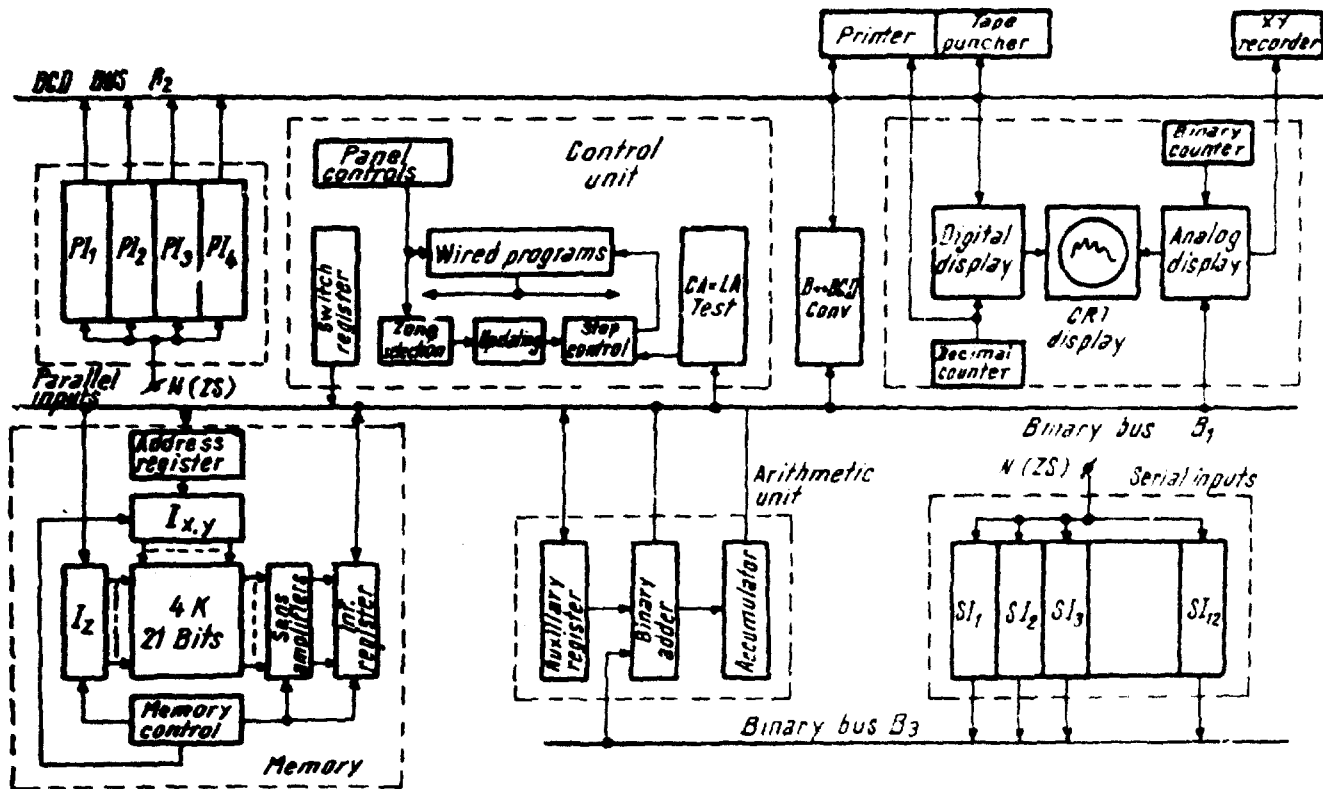 Printer
Tape
puncher
XY
recorder
BCD BUS B2
Panel
controls
Control
unit
Binary
counter
PI1
PI2
PI3
PI4
Switch
register
Wired programs
Zone
selection
Updating
Stop
control
CA=LA
Test
B↔BCD
Conv
Digital
display
Analog
display
CRT
display
Decimal
counter
Parallel
inputs
N (ZS)
Binary bus B1
Address
register
Ix,y
Iz
4 K
21 Bits
Sens
amplifiers
Inf.
register
Memory
control
Memory
Arithmetic
unit
Auxiliary
register
Binary
adder
Accumulator
N (ZS)
Serial inputs
SI1
SI2
SI3
SI12
Binary bus B3